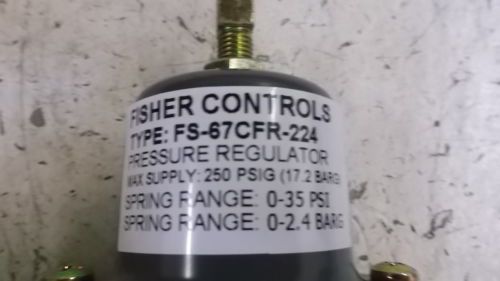 FISHER CONTROLS
TYPE: FS-67CFR-224
PRESSURE REGULATOR
MAX SUPPLY: 250 PSIG (17.2 BARG)
SPRING RANGE: 0-35 PSI
SPRING RANGE: 0-2.4 BARG